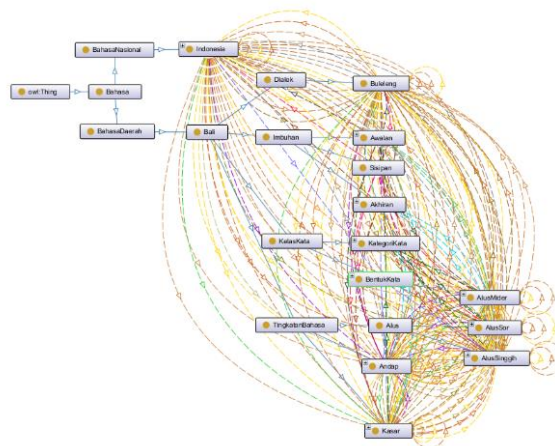 BahasaNasional
Indonesia
owl:Thing
Bahasa
Dialek
Buleleng
BahasaDaerah
Bali
Imbuhan
Awalan
Sisipan
Akhiran
KelasKata
KategoriKata
BentukKata
AlusMider
TingkatanBahasa
Alus
AlusSor
AlusSinggih
Andap
Kasar